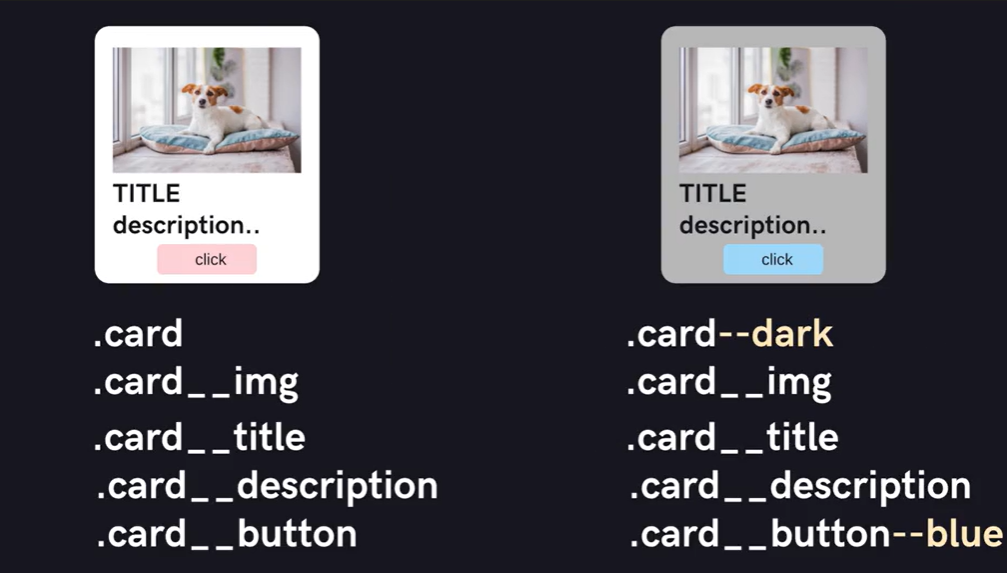 TITLE
description..
click
.card
.card__img
.card__title
.card__description
.card__button
TITLE
description..
click
.card--dark
.card__img
.card__title
.card__description
.card__button--blue